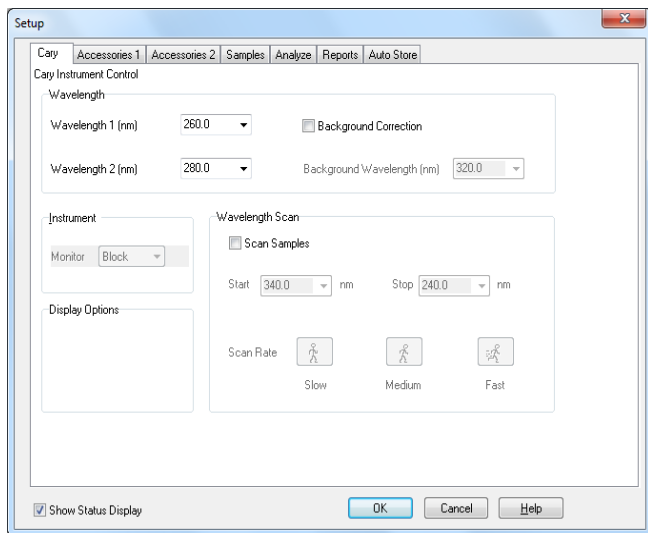 Setup
x
Cary Accessories 1 Accessories 2 Samples Analyze Reports Auto Store
Cary Instrument Control
Wavelength
Wavelength 1 (nm) 260.0 Background Correction
Wavelength 2 (nm) 280.0 Background Wavelength (nm) 320.0
Instrument
Monitor Block
Wavelength Scan
Scan Samples
Start 340.0 nm Stop 240.0 nm
Display Options
Scan Rate
Slow Medium Fast
Show Status Display OK Cancel Help